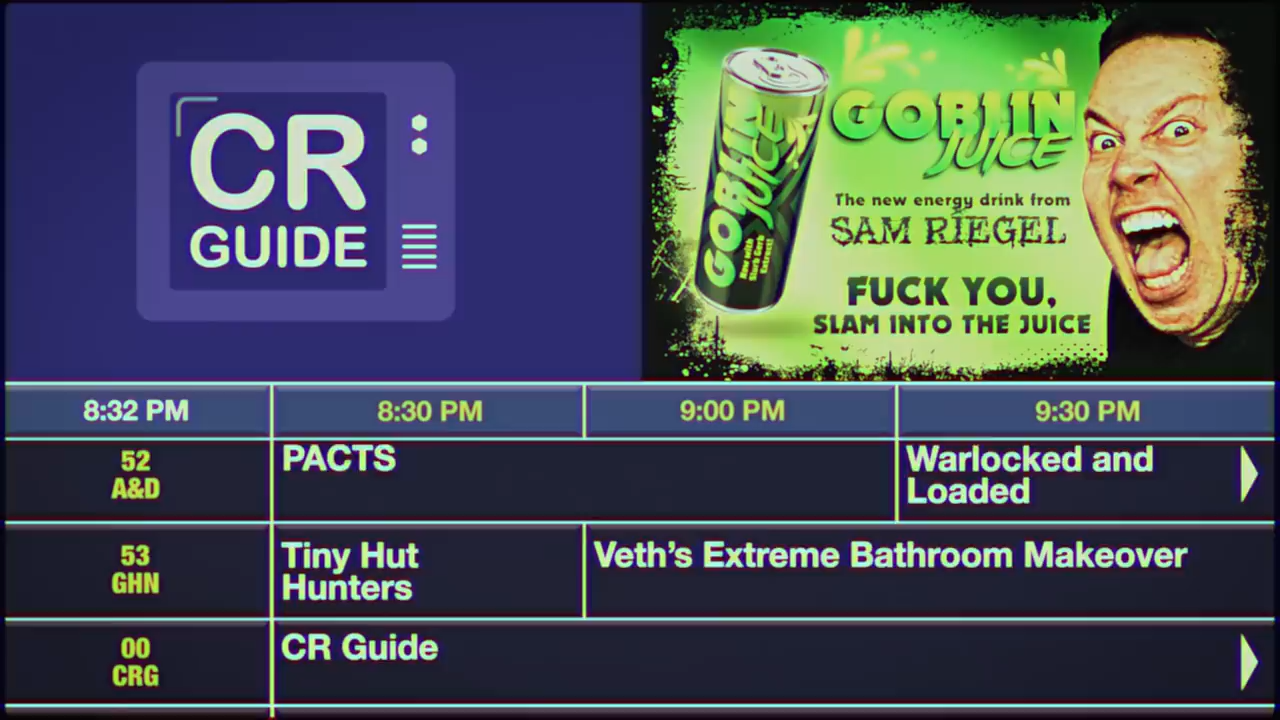 CR
GUIDE
GOBLIN
JUICE
GOBLIN
JUICE
The new energy drink from
SAM RIEGEL
FUCK YOU,
SLAM INTO THE JUICE
8:32 PM
8:30 PM
9:00 PM
9:30 PM
52
A&D
PACTS
Warlocked and
Loaded
53
GHN
Tiny Hut
Hunters
Veth's Extreme Bathroom Makeover
00
CRG
CR Guide